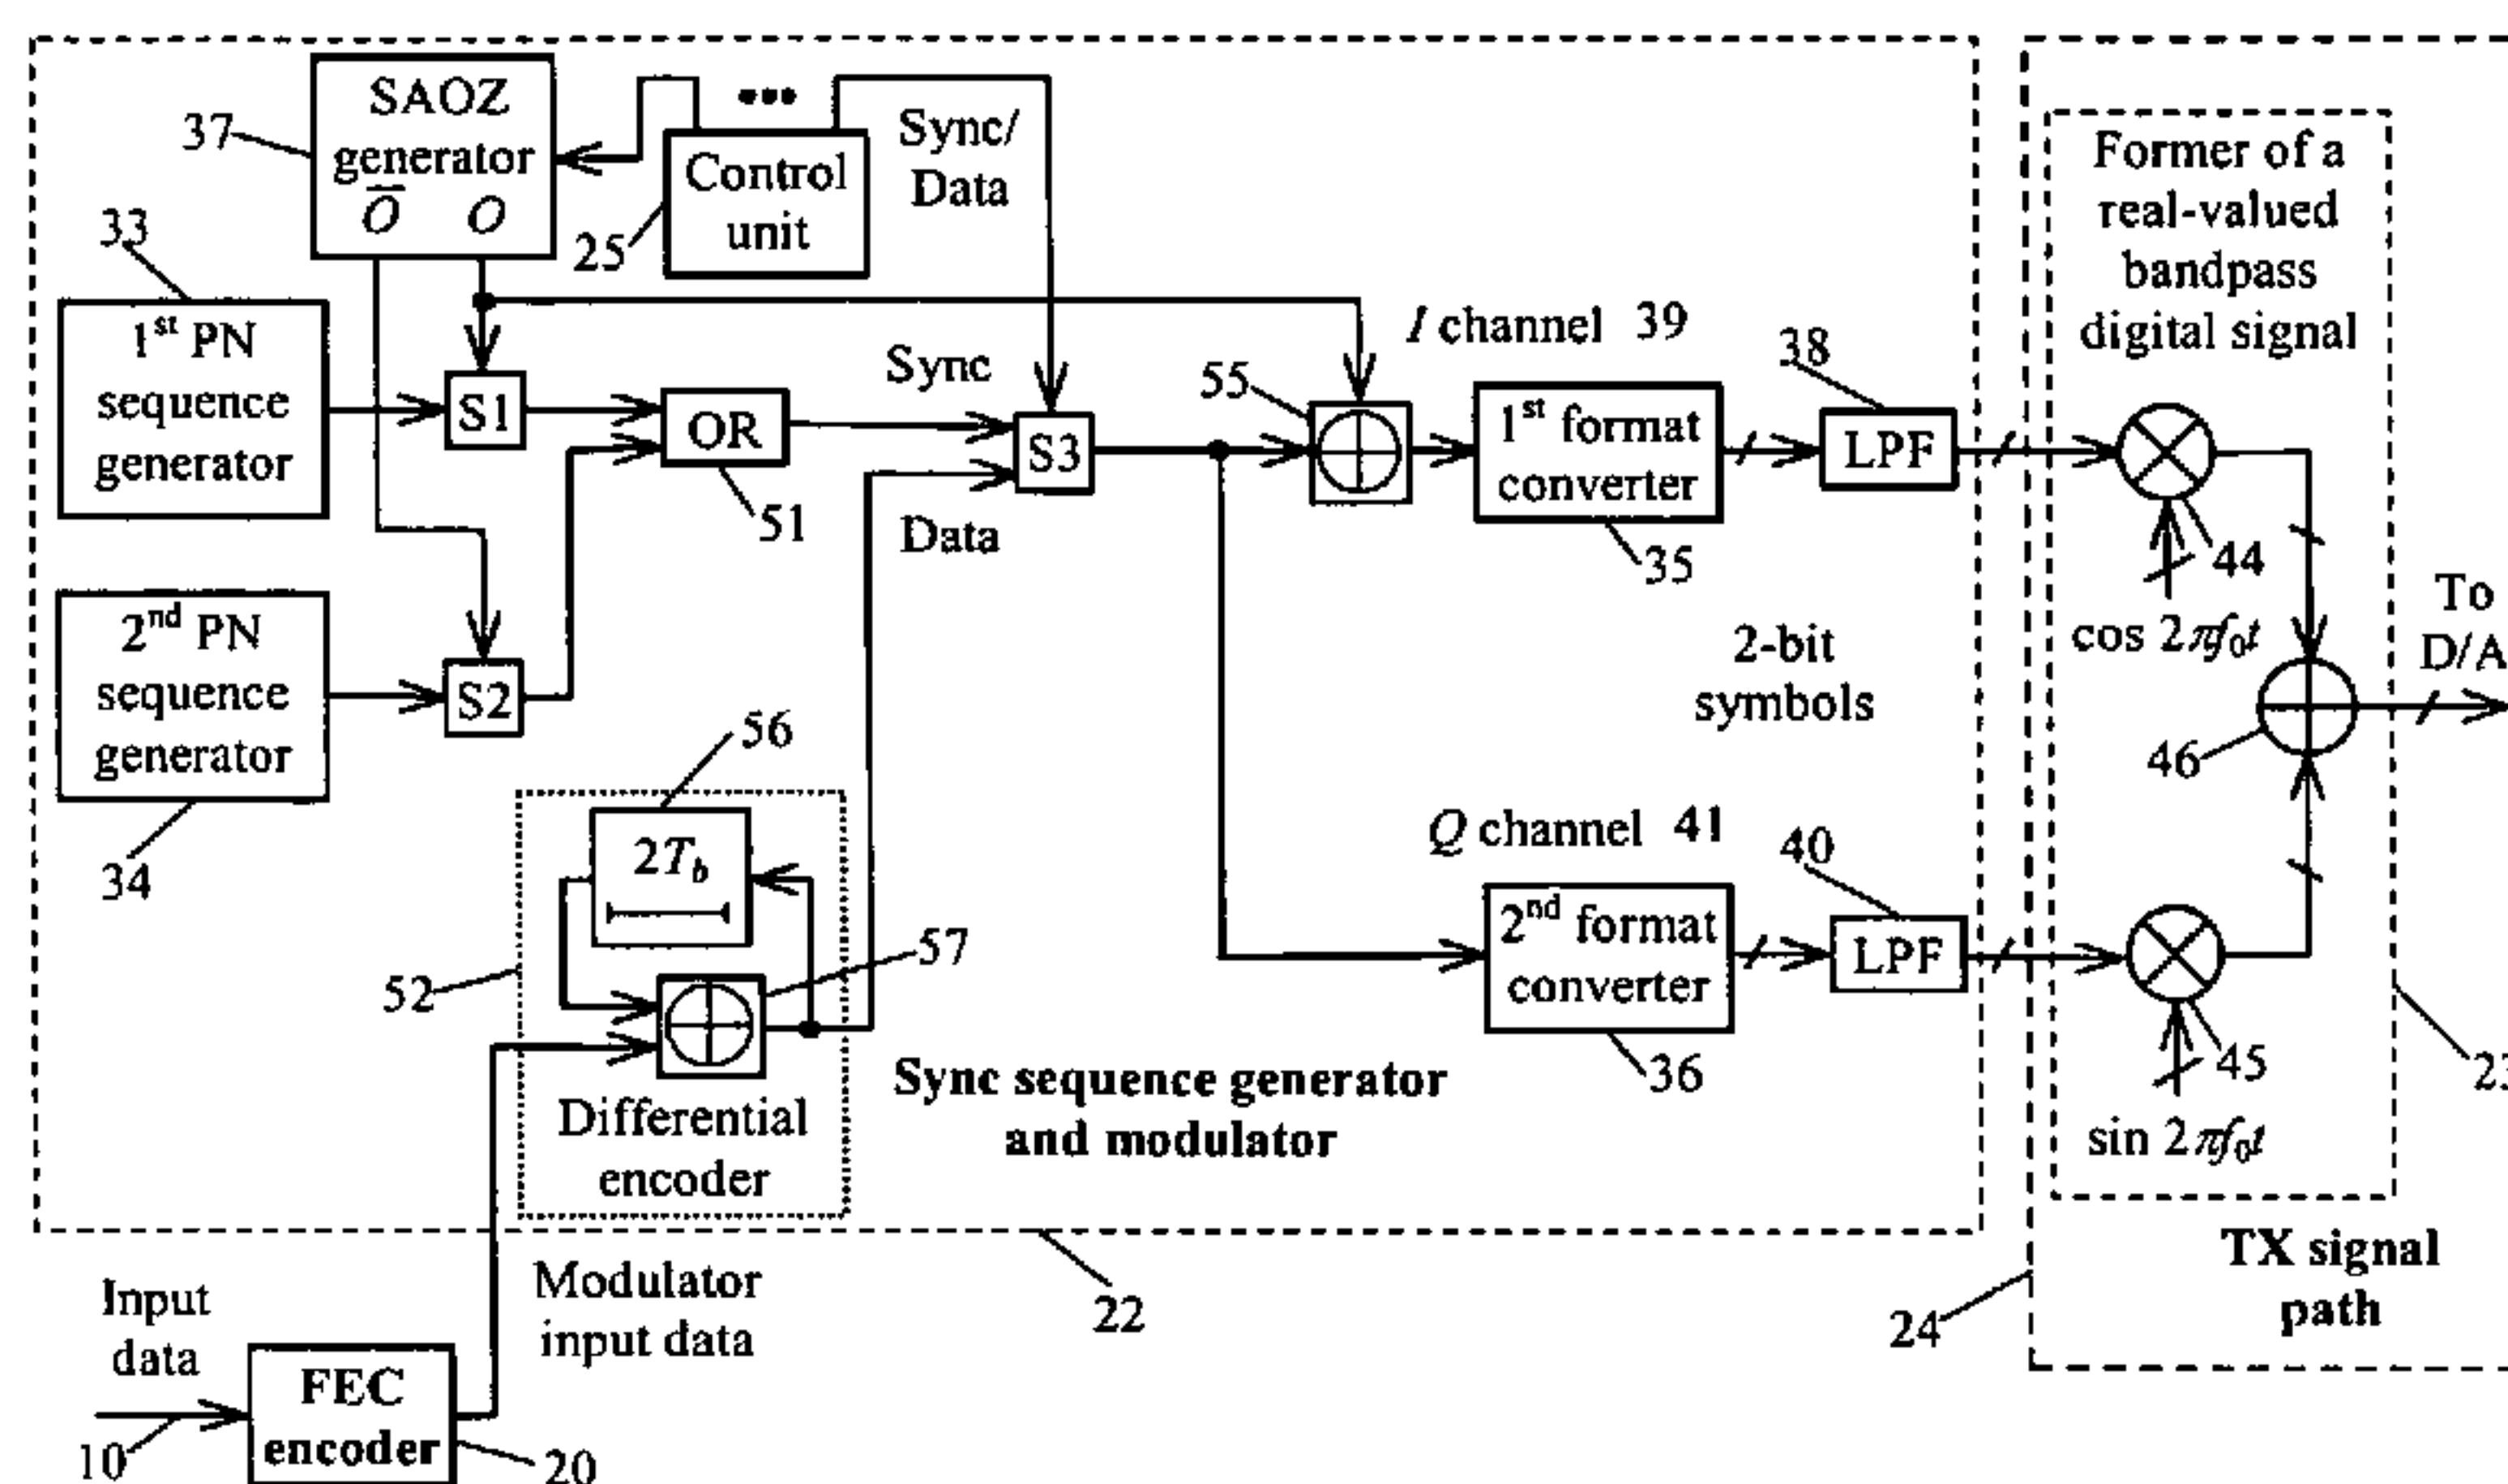 SAOZ
generator
O̅ O
37
•••
Control
unit
25
Sync/
Data
33
1st PN
sequence
generator
S1
OR
51
Sync
Data
S3
55
I channel 39
1st format
converter
35
38
LPF
Former of a
real-valued
bandpass
digital signal
44
cos 2πf0t
To
D/A
46
2nd PN
sequence
generator
34
S2
56
2Tb
57
52
Differential
encoder
2-bit
symbols
Q channel 41
2nd format
converter
36
40
LPF
45
sin 2πf0t
23
Sync sequence generator
and modulator
22
TX signal
path
24
Input
data
10
FEC
encoder
20
Modulator
input data